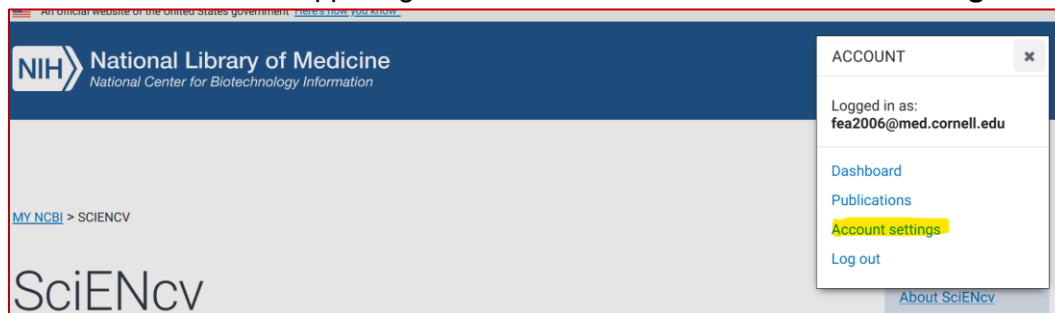 An official website of the United States government Here's how you know
NIH National Library of Medicine
National Center for Biotechnology Information
ACCOUNT
Logged in as:
fea2006@med.cornell.edu
Dashboard
Publications
Account settings
Log out
MY NCBI > SCIENCV
SciENcv
About SciENcv